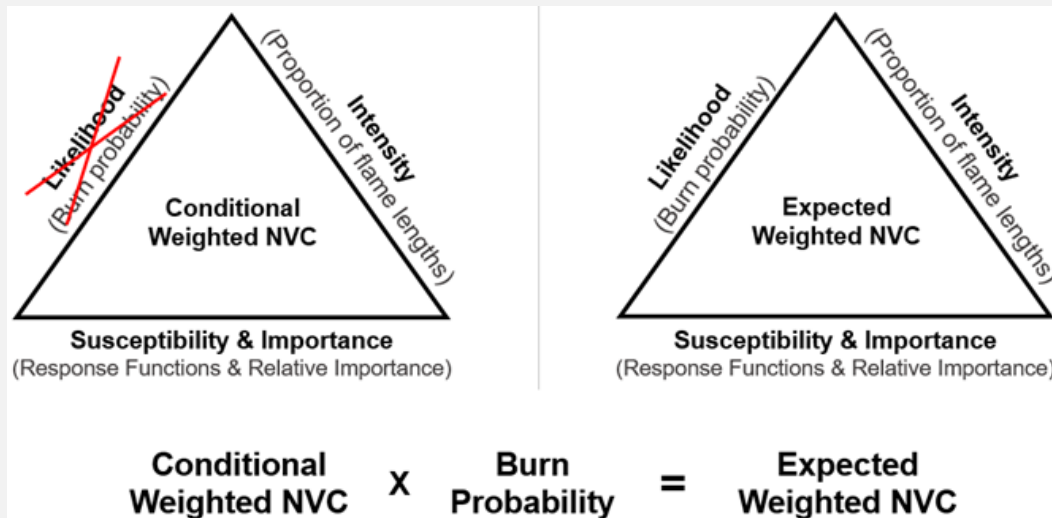 Likelihood
(Burn probability)
Intensity
(Proportion of flame lengths)
Conditional
Weighted NVC
Susceptibility & Importance
(Response Functions & Relative Importance)
Likelihood
(Burn probability)
Intensity
(Proportion of flame lengths)
Expected
Weighted NVC
Susceptibility & Importance
(Response Functions & Relative Importance)
Conditional
Weighted NVC
X
Burn
Probability
=
Expected
Weighted NVC